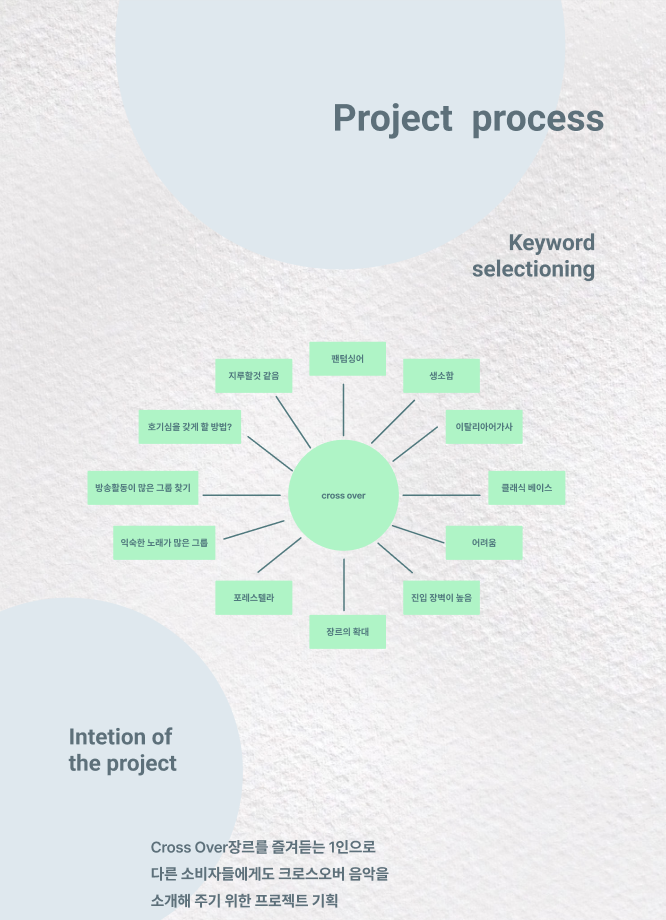 Project process
Keyword
selectioning
팬텀싱어
지루할것 같음
생소함
호기심을 갖게 할 방법?
이탈리아어가사
방송활동이 많은 그룹 찾기
cross over
클래식 베이스
익숙한 노래가 많은 그룹
어려움
포레스텔라
진입 장벽이 높음
장르의 확대
Intetion of
the project
Cross Over장르를 즐겨듣는 1인으로
다른 소비자들에게도 크로스오버 음악을
소개해 주기 위한 프로젝트 기획